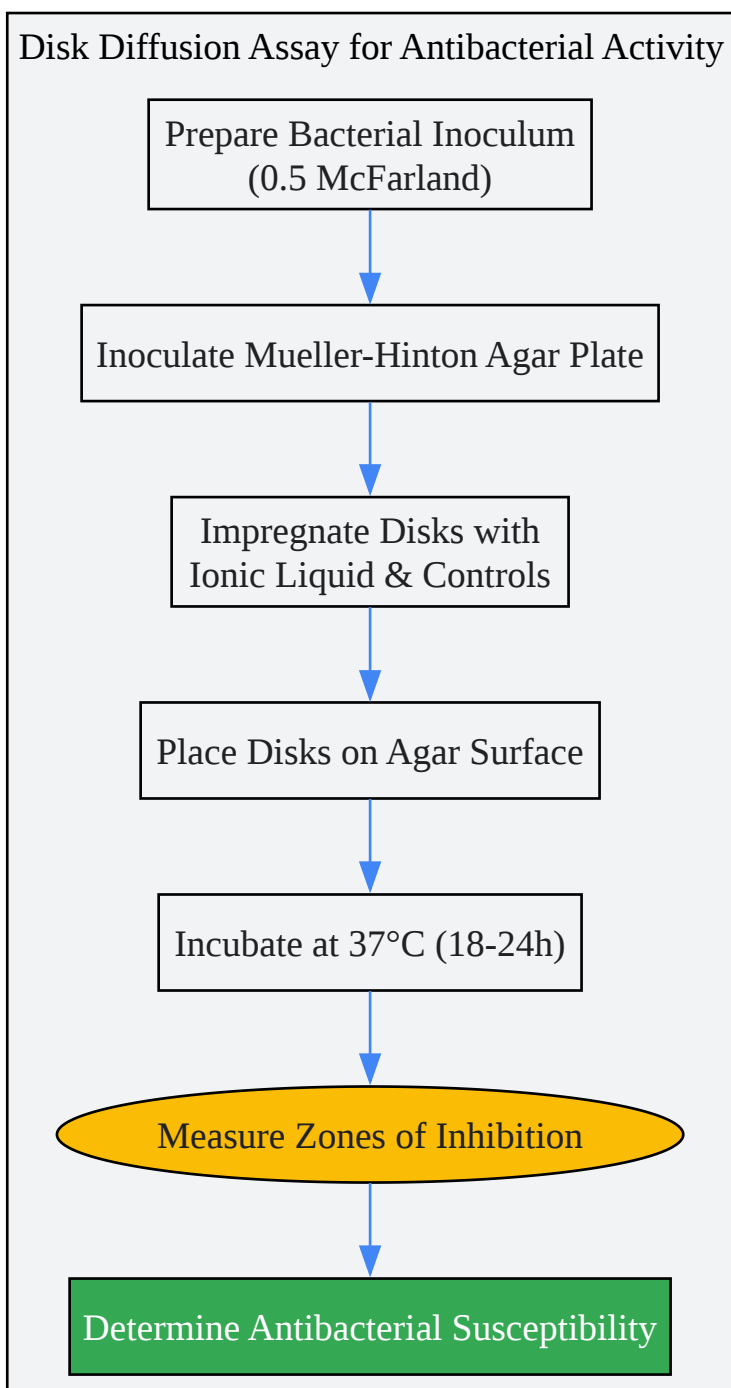 Disk Diffusion Assay for Antibacterial Activity
Prepare Bacterial Inoculum
(0.5 McFarland)
Inoculate Mueller-Hinton Agar Plate
Impregnate Disks with
Ionic Liquid & Controls
Place Disks on Agar Surface
Incubate at 37°C (18-24h)
Measure Zones of Inhibition
Determine Antibacterial Susceptibility